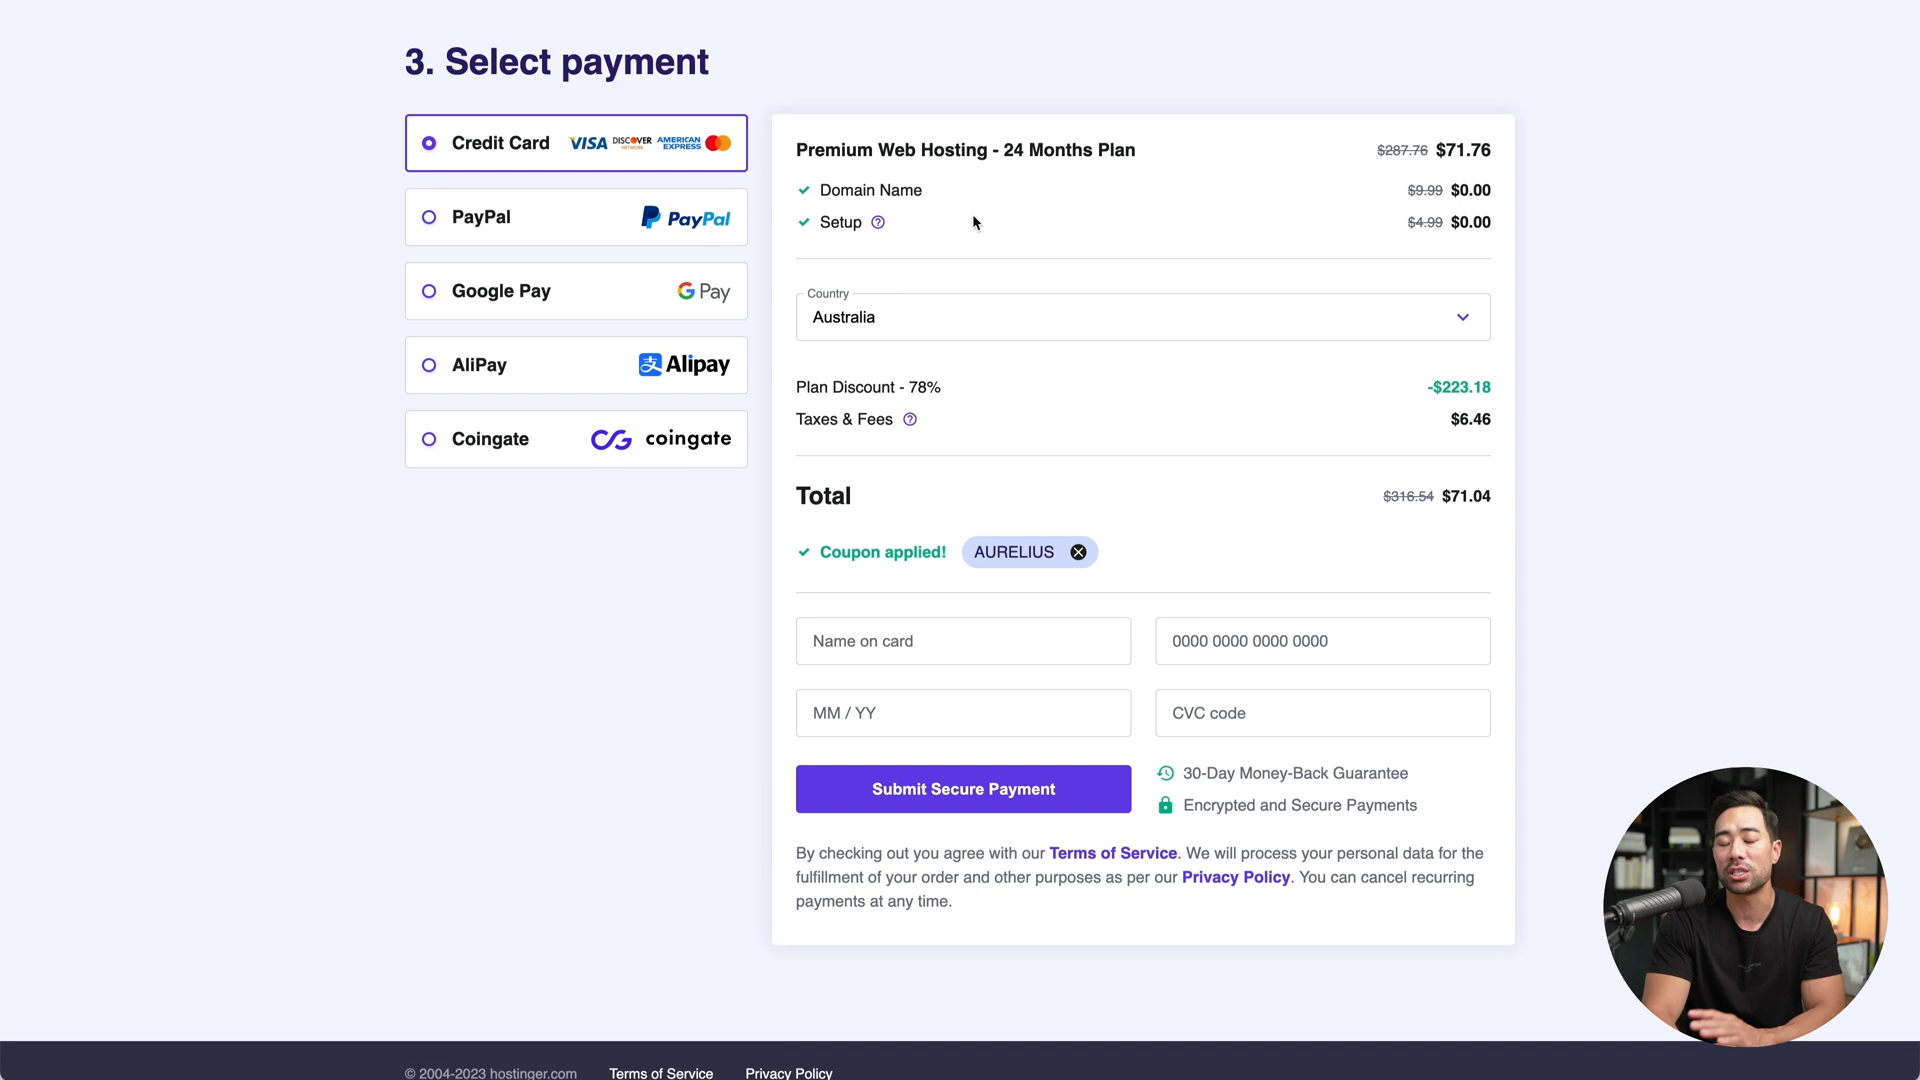 3. Select payment
Credit Card VISA DISCOVER NETWORK AMERICAN EXPRESS
PayPal PayPal
Google Pay G Pay
AliPay 支 Alipay
Coingate CG coingate
Premium Web Hosting - 24 Months Plan $287.76 $71.76
Domain Name $9.99 $0.00
Setup ? $4.99 $0.00
Country
Australia
Plan Discount - 78% -$223.18
Taxes & Fees ? $6.46
Total $316.54 $71.04
Coupon applied! AURELIUS
Name on card 0000 0000 0000 0000
MM / YY CVC code
Submit Secure Payment
30-Day Money-Back Guarantee
Encrypted and Secure Payments
By checking out you agree with our Terms of Service. We will process your personal data for the
fulfillment of your order and other purposes as per our Privacy Policy. You can cancel recurring
payments at any time.
© 2004-2023 hostinger.com Terms of Service Privacy Policy